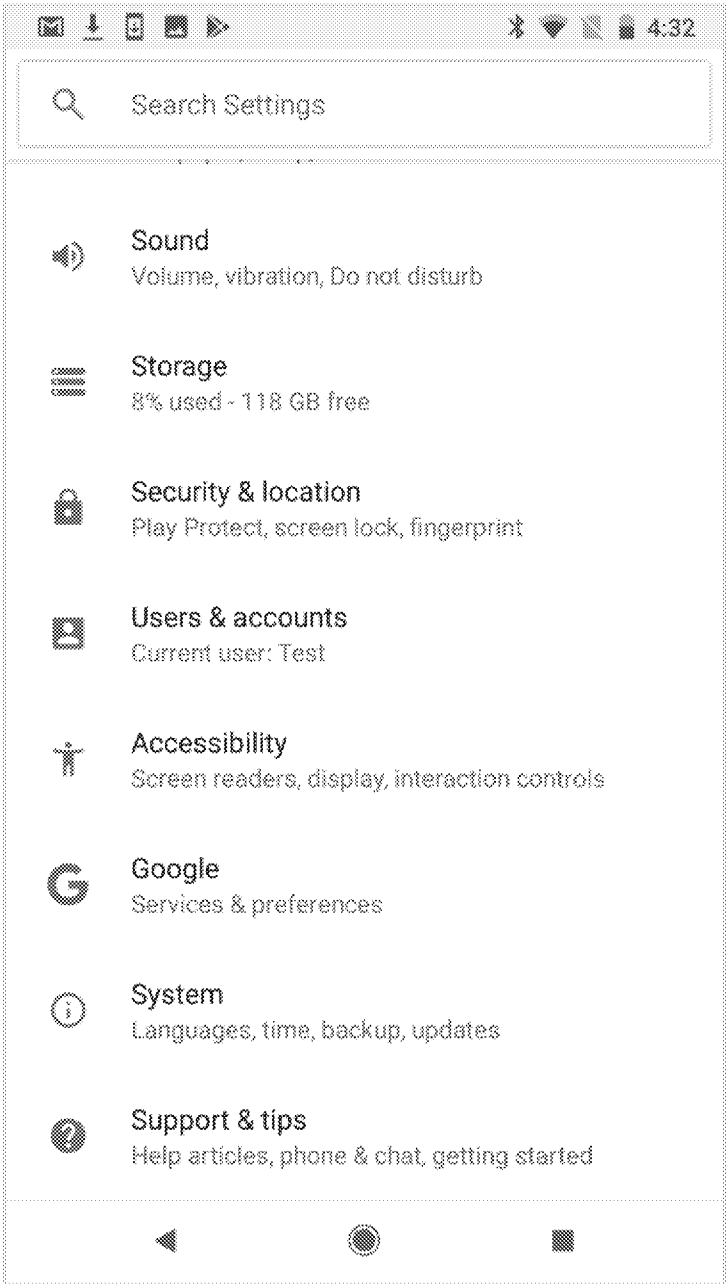 4:32
Search Settings
Sound
Volume, vibration, Do not disturb
Storage
8% used - 118 GB free
Security & location
Play Protect, screen lock, fingerprint
Users & accounts
Current user: Test
Accessibility
Screen readers, display, interaction controls
Google
Services & preferences
System
Languages, time, backup, updates
Support & tips
Help articles, phone & chat, getting started